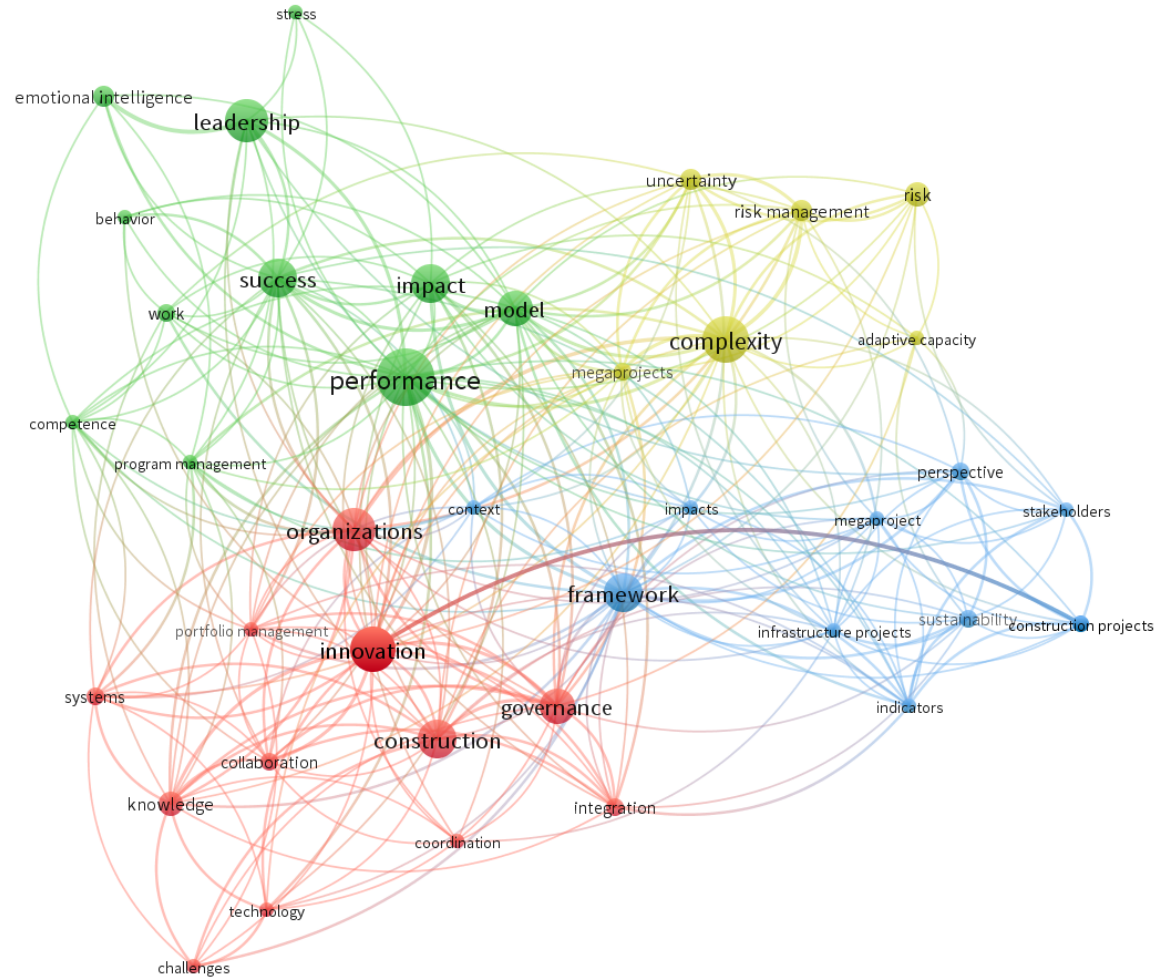 stress
emotional intelligence
leadership
uncertainty
risk
risk management
behavior
success
impact
model
work
complexity
adaptive capacity
megaprojects
performance
competence
program management
perspective
context
impacts
stakeholders
megaproject
organizations
framework
sustainability
construction projects
portfolio management
infrastructure projects
innovation
systems
governance
indicators
construction
collaboration
knowledge
integration
coordination
technology
challenges